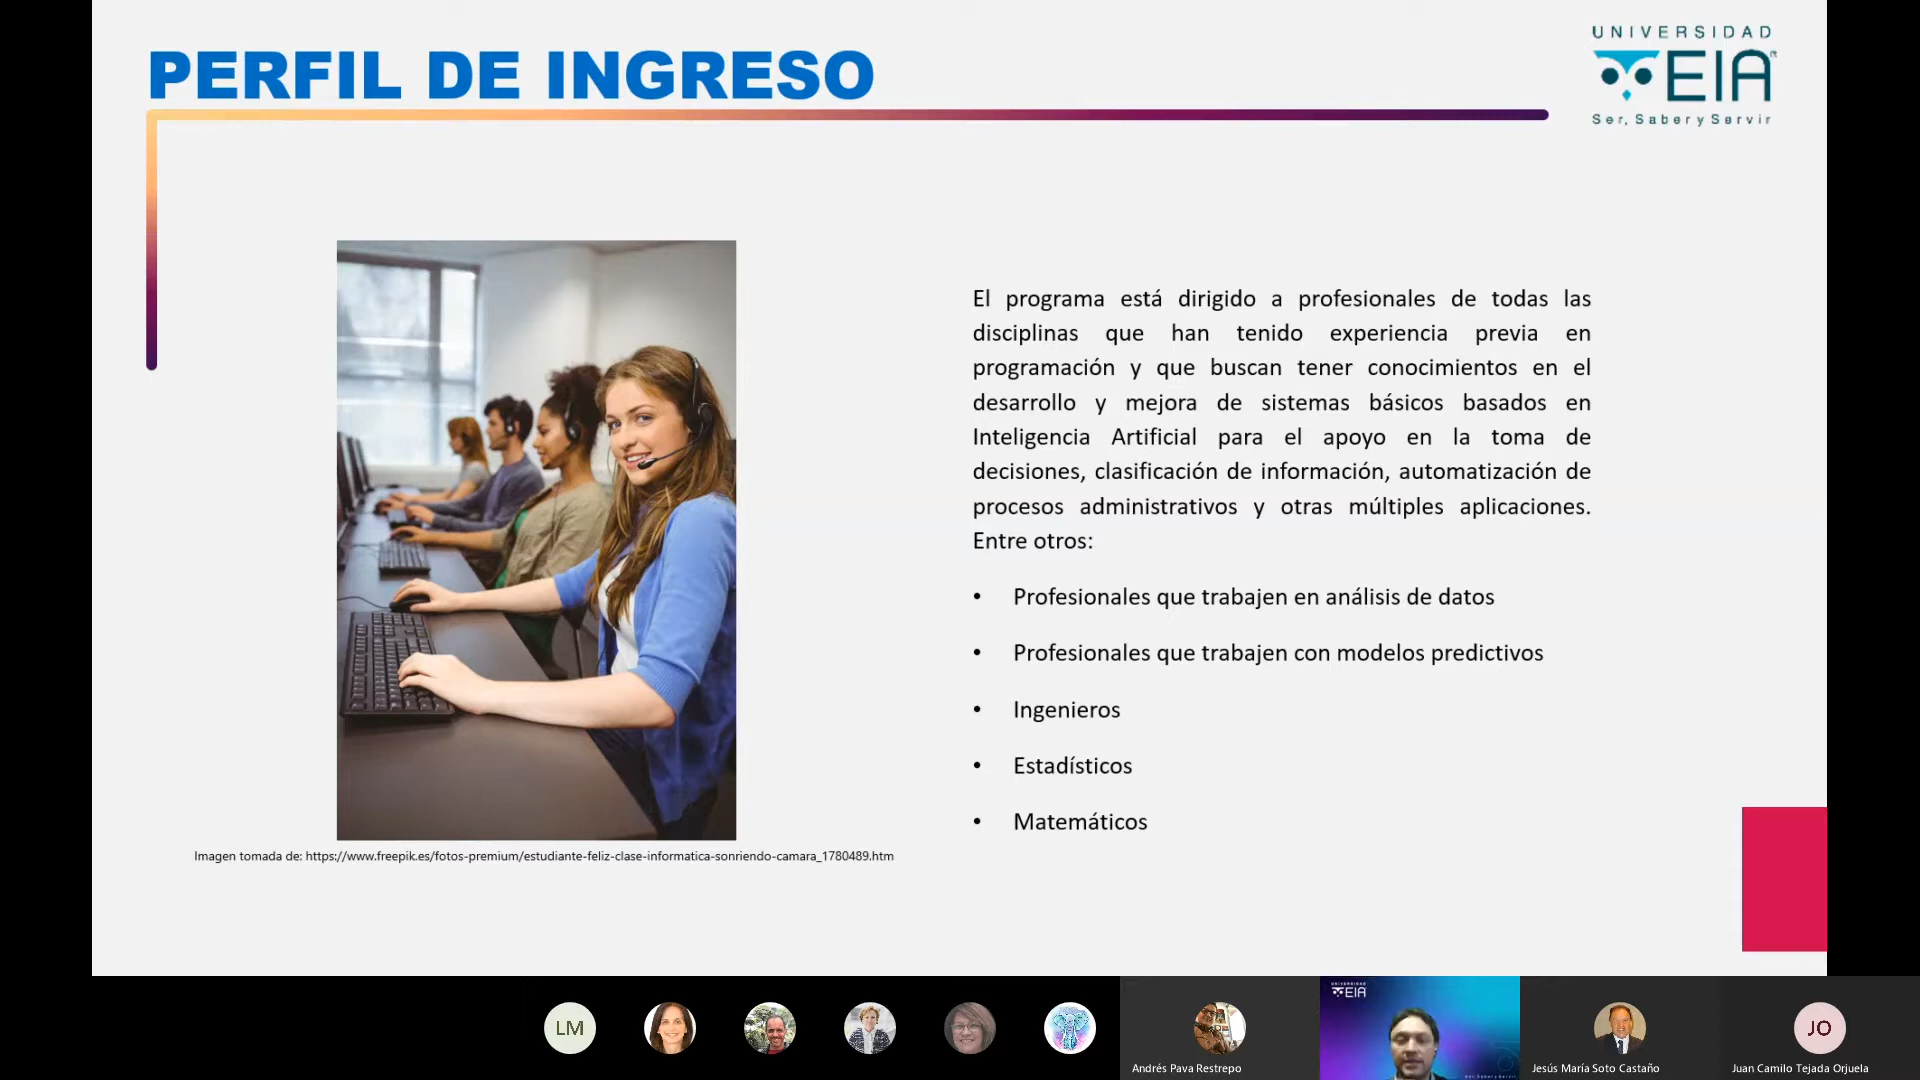 PERFIL DE INGRESO
UNIVERSIDAD
EIA
Ser, Saber y Servir
El programa está dirigido a profesionales de todas las
disciplinas que han tenido experiencia previa en
programación y que buscan tener conocimientos en el
desarrollo y mejora de sistemas básicos basados en
Inteligencia Artificial para el apoyo en la toma de
decisiones, clasificación de información, automatización de
procesos administrativos y otras múltiples aplicaciones.
Entre otros:
• Profesionales que trabajen en análisis de datos
• Profesionales que trabajen con modelos predictivos
• Ingenieros
• Estadísticos
• Matemáticos
Imagen tomada de: https://www.freepik.es/fotos-premium/estudiante-feliz-clase-informatica-sonriendo-camara_1780489.htm
LM
Andrés Pava Restrepo
UNIVERSIDAD
EIA
Ser, Saber y Servir
Jesús María Soto Castaño
JO
Juan Camilo Tejada Orjuela